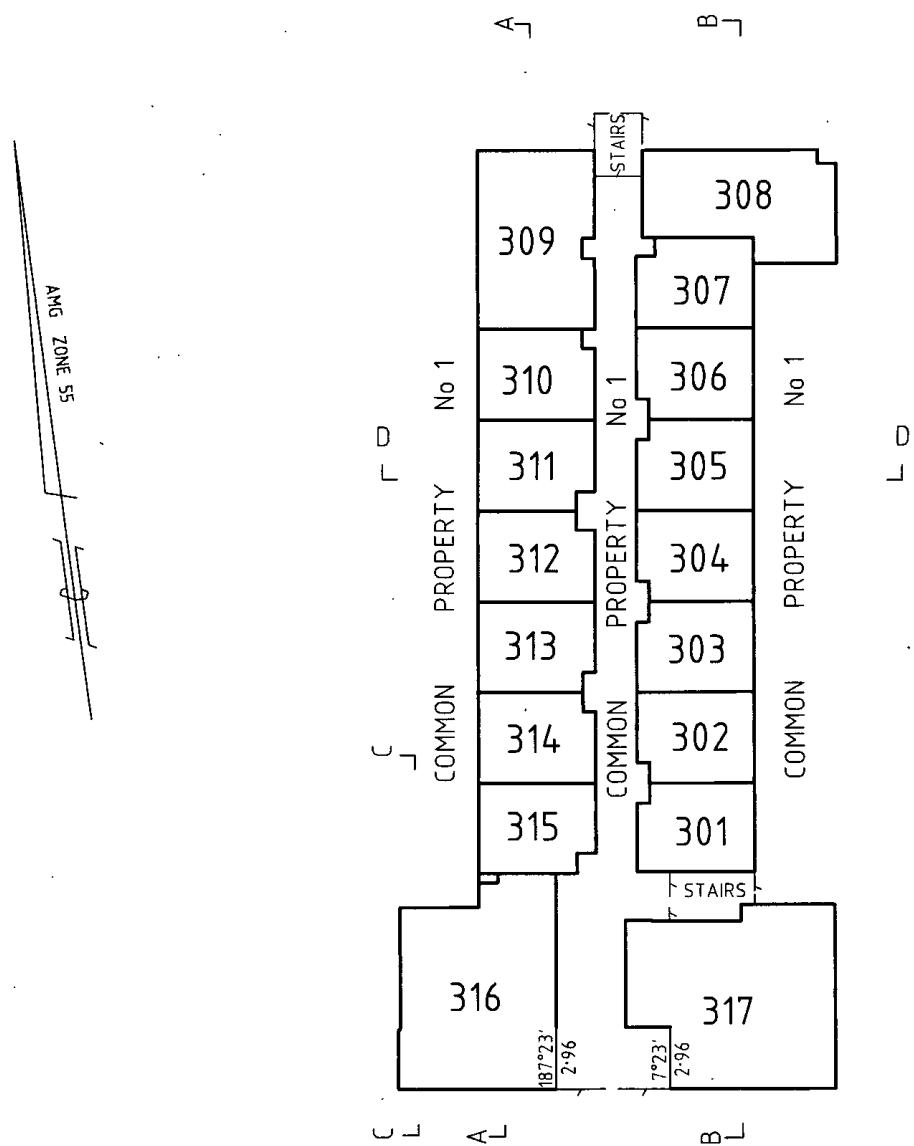 A
B
STAIRS
308
309
307
AMG ZONE 55
310
306
COMMON PROPERTY No 1
COMMON PROPERTY No 1
COMMON PROPERTY No 1
D
D
311
305
312
304
313
303
C
314
302
315
301
STAIRS
316
317
187°23'
2·96
7°23'
2·96
C
A
B